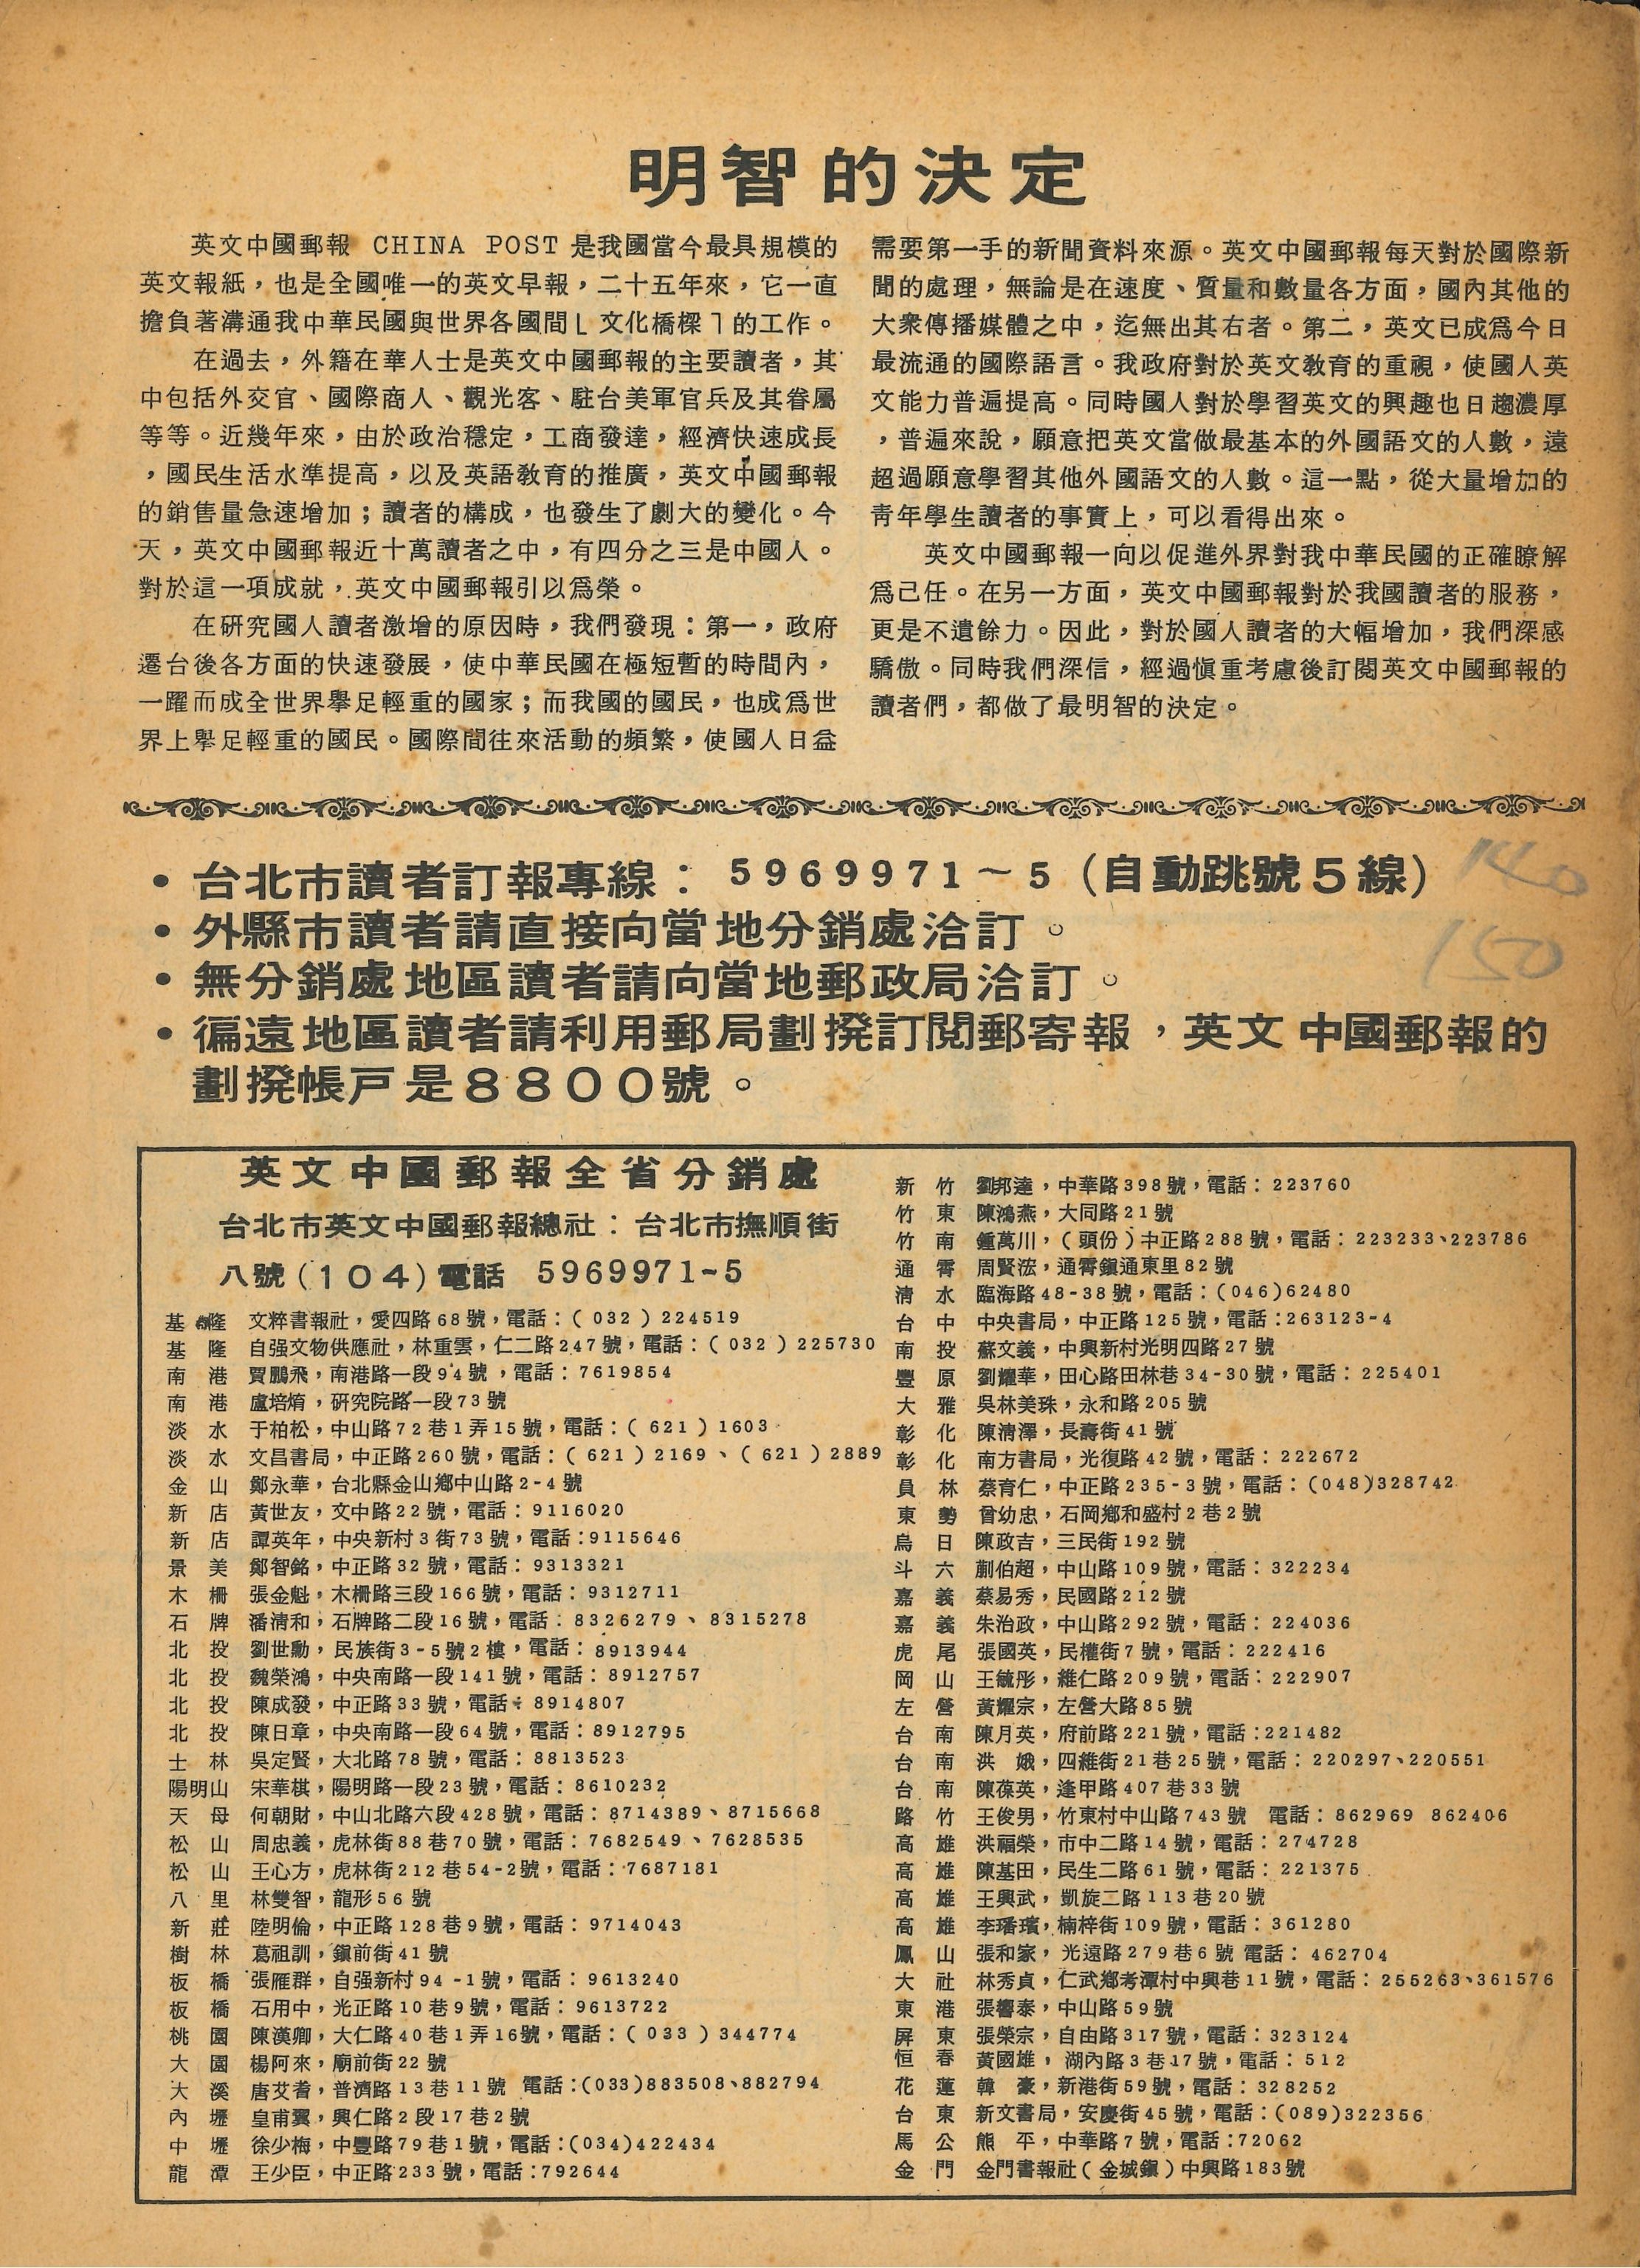 明智的決定
英文中國郵報 CHINA POST 是我國當今最具規模的
英文報紙，也是全國唯一的英文早報，二十五年來，它一直
擔負著溝通我中華民國與世界各國間「文化橋樑」的工作。
在過去，外籍在華人士是英文中國郵報的主要讀者，其
中包括外交官、國際商人、觀光客、駐台美軍官兵及其眷屬
等等。近幾年來，由於政治穩定，工商發達，經濟快速成長
，國民生活水準提高，以及英語敎育的推廣，英文中國郵報
的銷售量急速增加；讀者的構成，也發生了劇大的變化。今
天，英文中國郵報近十萬讀者之中，有四分之三是中國人。
對於這一項成就，英文中國郵報引以爲榮。
在研究國人讀者激增的原因時，我們發現：第一，政府
遷台後各方面的快速發展，使中華民國在極短暫的時間內，
一躍而成全世界擧足輕重的國家；而我國的國民，也成爲世
界上擧足輕重的國民。國際間往來活動的頻繁，使國人日益
需要第一手的新聞資料來源。英文中國郵報每天對於國際新
聞的處理，無論是在速度、質量和數量各方面，國內其他的
大衆傳播媒體之中，迄無出其右者。第二，英文已成爲今日
最流通的國際語言。我政府對於英文敎育的重視，使國人英
文能力普遍提高。同時國人對於學習英文的興趣也日趨濃厚
，普遍來說，願意把英文當做最基本的外國語文的人數，遠
超過願意學習其他外國語文的人數。這一點，從大量增加的
靑年學生讀者的事實上，可以看得出來。
英文中國郵報一向以促進外界對我中華民國的正確瞭解
爲己任。在另一方面，英文中國郵報對於我國讀者的服務，
更是不遺餘力。因此，對於國人讀者的大幅增加，我們深感
驕傲。同時我們深信，經過愼重考慮後訂閱英文中國郵報的
讀者們，都做了最明智的決定。
•台北市讀者訂報專線：5969971～5（自動跳號5線）
•外縣市讀者請直接向當地分銷處洽訂。
•無分銷處地區讀者請向當地郵政局洽訂。
•徧遠地區讀者請利用郵局劃撥訂閱郵寄報，英文中國郵報的
劃撥帳戶是8800號。
140
150
英文中國郵報全省分銷處
台北市英文中國郵報總社：台北市撫順街
八號（104）電話 5969971~5
基 隆 文粹書報社，愛四路68號，電話：（032）224519
基 隆 自强文物供應社，林重雲，仁二路247號，電話：（032）225730
南 港 賈鵬飛，南港路一段94號，電話：7619854
南 港 盧培焴，研究院路一段73號
淡 水 于柏松，中山路72巷1弄15號，電話：（621）1603
淡 水 文昌書局，中正路260號，電話：（621）2169、（621）2889
金 山 鄭永華，台北縣金山鄕中山路2-4號
新 店 黃世友，文中路22號，電話：9116020
新 店 譚英年，中央新村3街73號，電話：9115646
景 美 鄭智銘，中正路32號，電話：9313321
木 柵 張金魁，木柵路三段166號，電話：9312711
石 牌 潘淸和，石牌路二段16號，電話：8326279、8315278
北 投 劉世勳，民族街3-5號2樓，電話：8913944
北 投 魏榮鴻，中央南路一段141號，電話：8912757
北 投 陳成發，中正路33號，電話：8914807
北 投 陳日章，中央南路一段64號，電話：8912795
士 林 吳定賢，大北路78號，電話：8813523
陽明山 宋華棋，陽明路一段23號，電話：8610232
天 母 何朝財，中山北路六段428號，電話：8714389、8715668
松 山 周忠義，虎林街88巷70號，電話：7682549、7628535
松 山 王心方，虎林街212巷54-2號，電話：7687181
八 里 林雙智，龍形56號
新 莊 陸明倫，中正路128巷9號，電話：9714043
樹 林 葛祖訓，鎭前街41號
板 橋 張雁群，自强新村94-1號，電話：9613240
板 橋 石用中，光正路10巷9號，電話：9613722
桃 園 陳漢卿，大仁路40巷1弄16號，電話：（033）344774
大 園 楊阿來，廟前街22號
大 溪 唐艾耆，普濟路13巷11號 電話：(033)883508、882794
內 壢 皇甫翼，興仁路2段17巷2號
中 壢 徐少梅，中豐路79巷1號，電話：(034)422434
龍 潭 王少臣，中正路233號，電話：792644
新 竹 劉邦達，中華路398號，電話：223760
竹 東 陳鴻燕，大同路21號
竹 南 鍾萬川，（頭份）中正路288號，電話：223233、223786
通 霄 周賢浤，通霄鎭通東里82號
淸 水 臨海路48-38號，電話：(046)62480
台 中 中央書局，中正路125號，電話：263123-4
南 投 蘇文義，中興新村光明四路27號
豐 原 劉耀華，田心路田林巷34-30號，電話：225401
大 雅 吳林美珠，永和路205號
彰 化 陳淸澤，長壽街41號
彰 化 南方書局，光復路42號，電話：222672
員 林 蔡育仁，中正路235-3號，電話：(048)328742
東 勢 曾幼忠，石岡鄕和盛村2巷2號
烏 日 陳政吉，三民街192號
斗 六 蒯伯超，中山路109號，電話：322234
嘉 義 蔡易秀，民國路212號
嘉 義 朱治政，中山路292號，電話：224036
虎 尾 張國英，民權街7號，電話：222416
岡 山 王毓彤，維仁路209號，電話：222907
左 營 黃耀宗，左營大路85號
台 南 陳月英，府前路221號，電話：221482
台 南 洪 娥，四維街21巷25號，電話：220297、220551
台 南 陳葆英，逢甲路407巷33號
路 竹 王俊男，竹東村中山路743號 電話：862969 862406
高 雄 洪福榮，市中二路14號，電話：274728
高 雄 陳基田，民生二路61號，電話：221375
高 雄 王興武，凱旋二路113巷20號
高 雄 李璠璸，楠梓街109號，電話：361280
鳳 山 張和家，光遠路279巷6號 電話：462704
大 社 林秀貞，仁武鄕考潭村中興巷11號，電話：255263、361576
東 港 張響泰，中山路59號
屛 東 張榮宗，自由路317號，電話：323124
恒 春 黃國雄，湖內路3巷17號，電話：512
花 蓮 韓 豪，新港街59號，電話：328252
台 東 新文書局，安慶街45號，電話：(089)322356
馬 公 熊 平，中華路7號，電話：72062
金 門 金門書報社（金城鎭）中興路183號